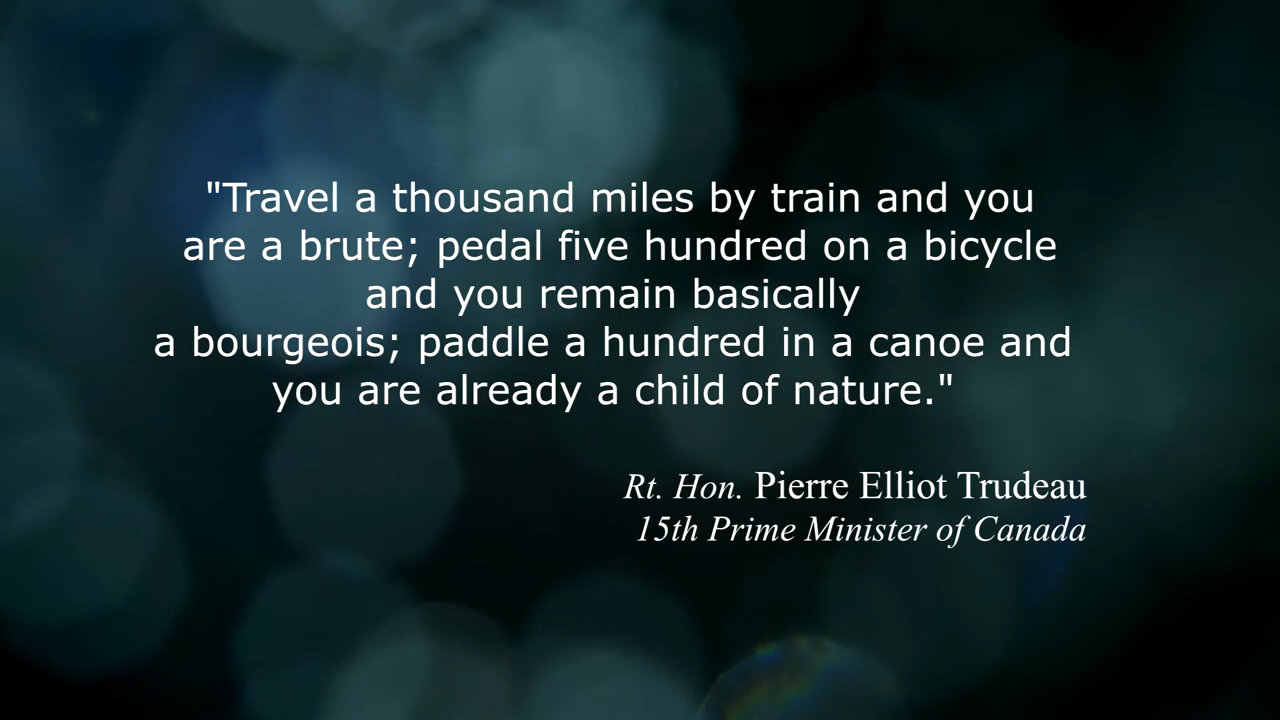 "Travel a thousand miles by train and you
are a brute; pedal five hundred on a bicycle
and you remain basically
a bourgeois; paddle a hundred in a canoe and
you are already a child of nature."
Rt. Hon. Pierre Elliot Trudeau
15th Prime Minister of Canada